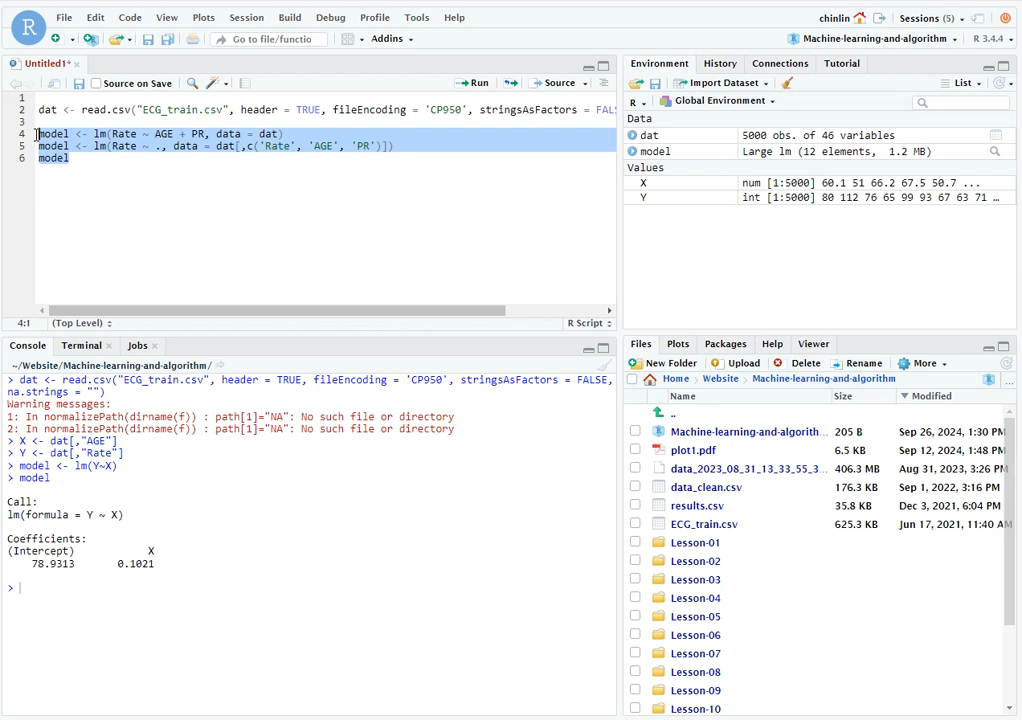 File Edit Code View Plots Session Build Debug Profile Tools Help
chinlin Sessions (5)
Go to file/functio Addins
Machine-learning-and-algorithm R 3.4.4
Untitled1*
Source on Save Run Source
1
2 dat <- read.csv("ECG_train.csv", header = TRUE, fileEncoding = 'CP950', stringsAsFactors = FALS
3
4 model <- lm(Rate ~ AGE + PR, data = dat)
5 model <- lm(Rate ~ ., data = dat[,c('Rate', 'AGE', 'PR')])
6 model
4:1 (Top Level) R Script
Console Terminal Jobs
~/Website/Machine-learning-and-algorithm/
> dat <- read.csv("ECG_train.csv", header = TRUE, fileEncoding = 'CP950', stringsAsFactors = FALSE,
na.strings = "")
Warning messages:
1: In normalizePath(dirname(f)) : path[1]="NA": No such file or directory
2: In normalizePath(dirname(f)) : path[1]="NA": No such file or directory
> X <- dat[,"AGE"]
> Y <- dat[,"Rate"]
> model <- lm(Y~X)
> model
Call:
lm(formula = Y ~ X)
Coefficients:
(Intercept) X
78.9313 0.1021
>
Environment History Connections Tutorial
Import Dataset List
R Global Environment
Data
dat 5000 obs. of 46 variables
model Large lm (12 elements, 1.2 MB)
Values
X num [1:5000] 60.1 51 66.2 67.5 50.7 ...
Y int [1:5000] 80 112 76 65 99 93 67 63 71 …
Files Plots Packages Help Viewer
New Folder Upload Delete Rename More
Home Website Machine-learning-and-algorithm ...
Name Size Modified
..
Machine-learning-and-algorith... 205 B Sep 26, 2024, 1:30 PM
plot1.pdf 6.5 KB Sep 12, 2024, 1:48 PM
data_2023_08_31_13_33_55_3... 406.3 MB Aug 31, 2023, 3:26 PM
data_clean.csv 176.3 KB Sep 1, 2022, 3:16 PM
results.csv 35.8 KB Dec 3, 2021, 6:04 PM
ECG_train.csv 625.3 KB Jun 17, 2021, 11:40 AM
Lesson-01
Lesson-02
Lesson-03
Lesson-04
Lesson-05
Lesson-06
Lesson-07
Lesson-08
Lesson-09
Lesson-10